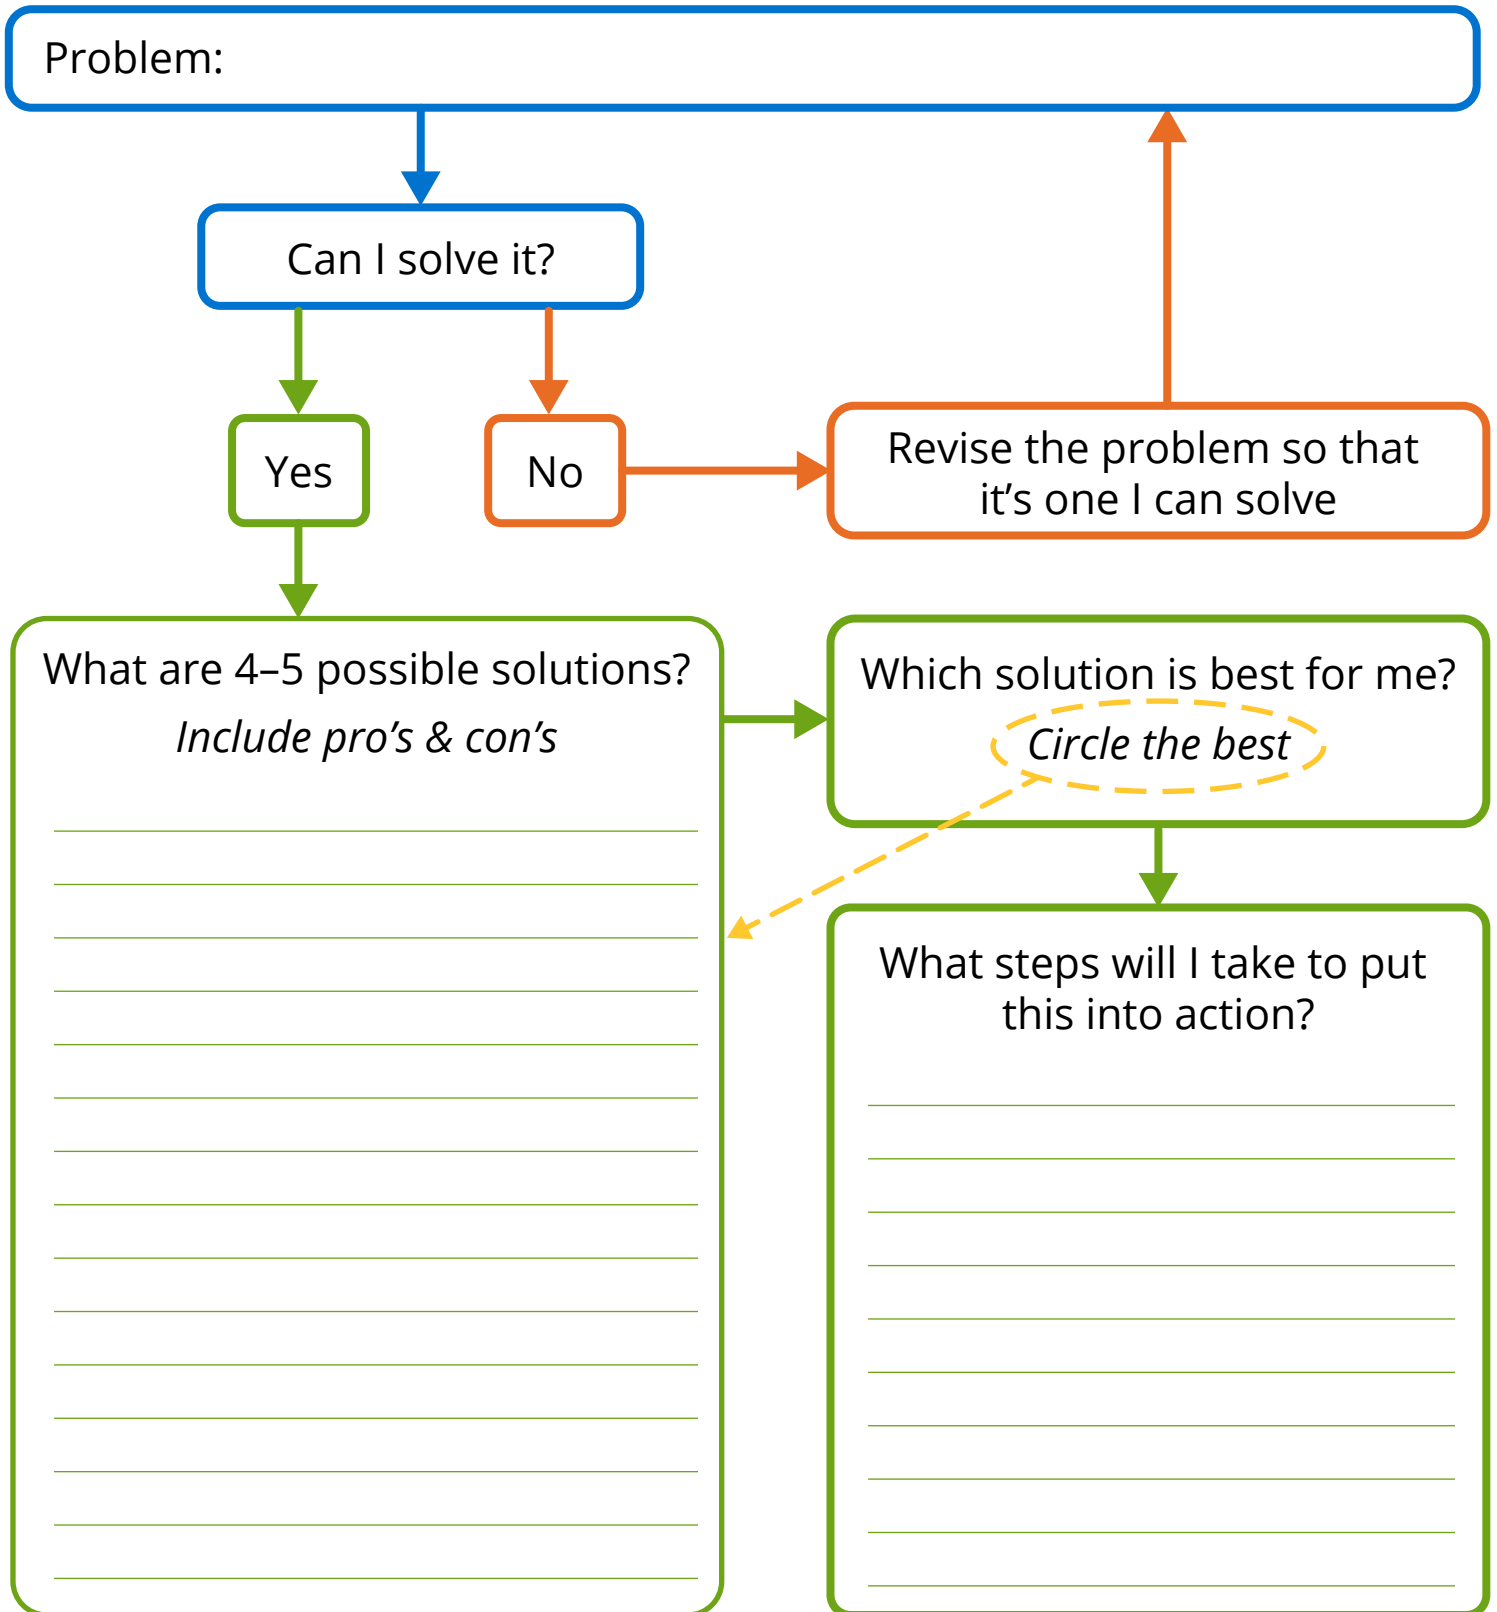 Problem:
Can I solve it?
Yes
No
Revise the problem so that
it’s one I can solve
What are 4–5 possible solutions?
Include pro’s & con’s
Which solution is best for me?
Circle the best
What steps will I take to put
this into action?